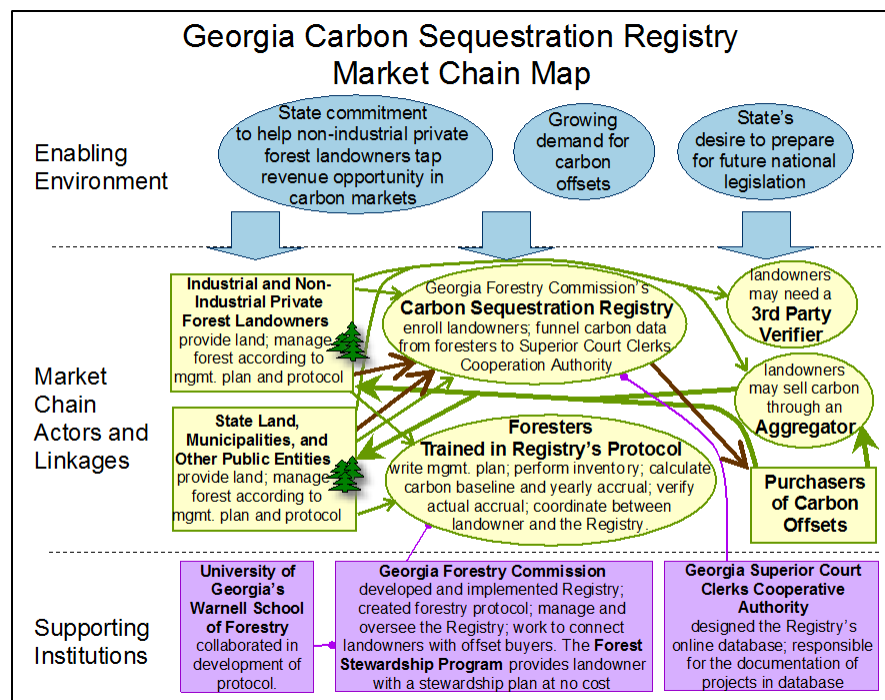 Georgia Carbon Sequestration Registry
Market Chain Map
Enabling
Environment
State commitment
to help non-industrial private
forest landowners tap
revenue opportunity in
carbon markets
Growing
demand for
carbon
offsets
State's
desire to prepare
for future national
legislation
Market
Chain
Actors and
Linkages
Industrial and Non-
Industrial Private
Forest Landowners
provide land; manage
forest according to
mgmt. plan and protocol
Georgia Forestry Commission's
Carbon Sequestration Registry
enroll landowners; funnel carbon data
from foresters to Superior Court Clerks
Cooperation Authority
landowners
may need a
3rd Party
Verifier
landowners
may sell carbon
through an
Aggregator
State Land,
Municipalities, and
Other Public Entities
provide land; manage
forest according to
mgmt. plan and protocol
Foresters
Trained in Registry's Protocol
write mgmt. plan; perform inventory; calculate
carbon baseline and yearly accrual; verify
actual accrual; coordinate between
landowner and the Registry.
Purchasers
of Carbon
Offsets
Supporting
Institutions
University of
Georgia's
Warnell School
of Forestry
collaborated in
development of
protocol.
Georgia Forestry Commission
developed and implemented Registry;
created forestry protocol; manage and
oversee the Registry; work to connect
landowners with offset buyers. The Forest
Stewardship Program provides landowner
with a stewardship plan at no cost
Georgia Superior Court
Clerks Cooperative
Authority
designed the Registry's
online database; responsible
for the documentation of
projects in database